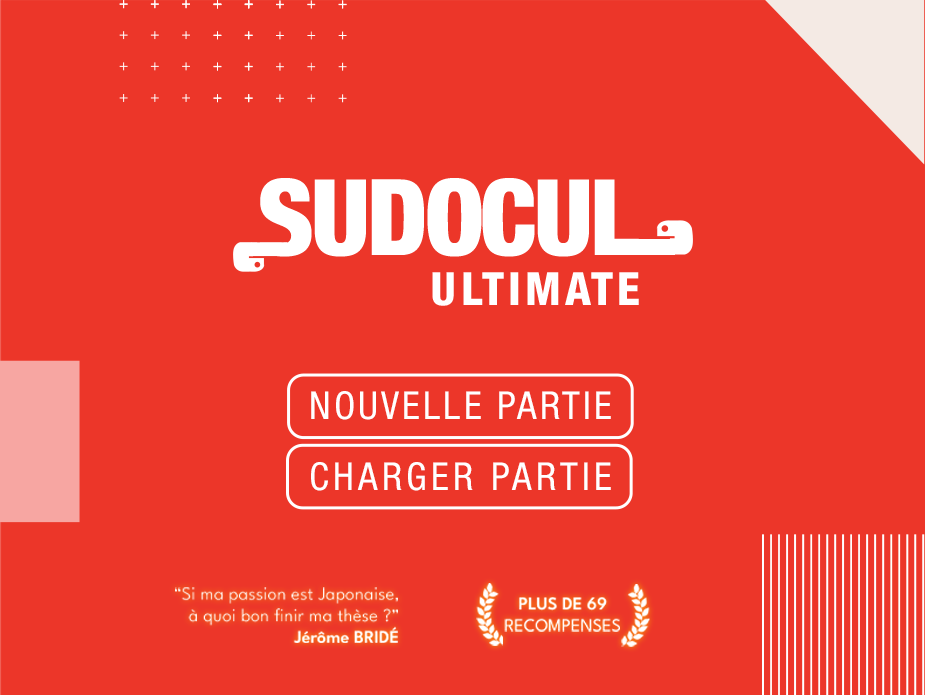 SUDOCUL
ULTIMATE
NOUVELLE PARTIE
CHARGER PARTIE
“Si ma passion est Japonaise,
à quoi bon finir ma thèse ?”
Jérôme BRIDÉ
PLUS DE 69
RECOMPENSES